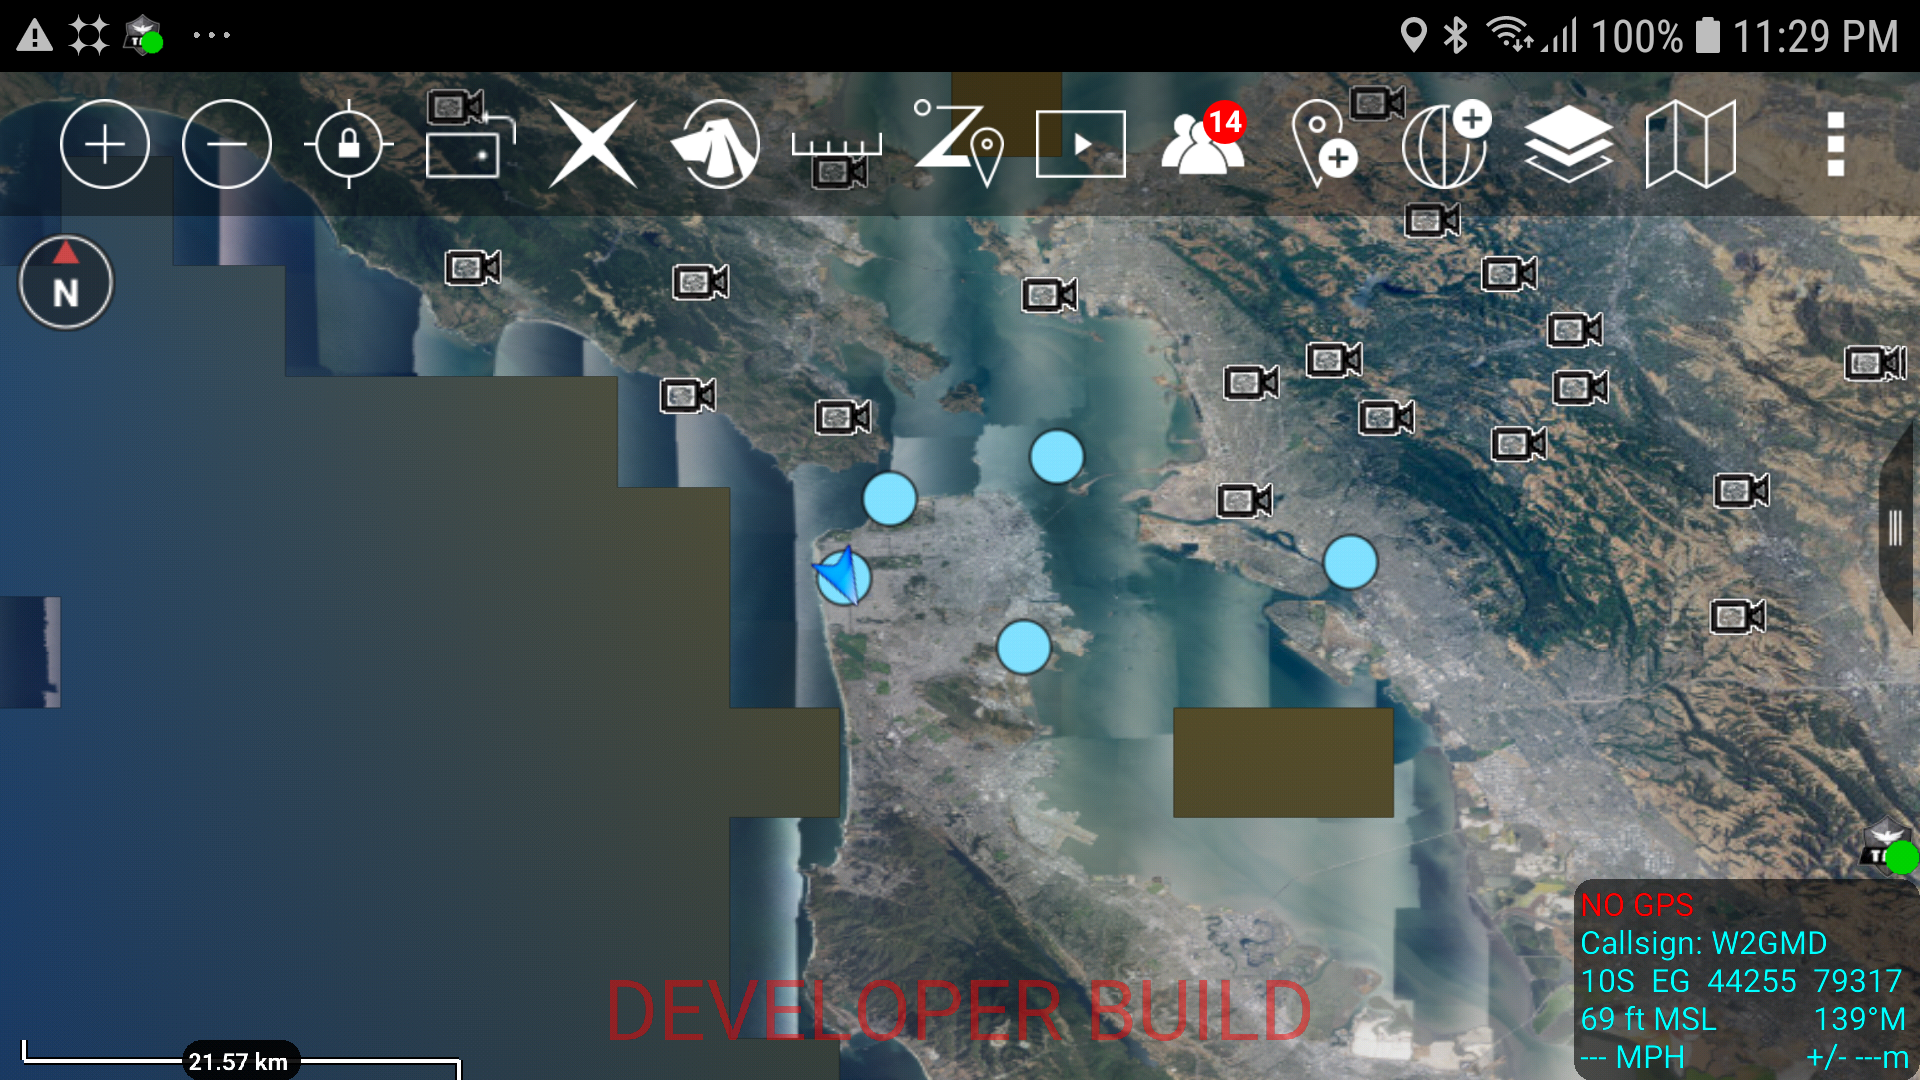 100% 11:29 PM
14
N
NO GPS
Callsign: W2GMD
10S EG 44255 79317
69 ft MSL 139°M
--- MPH +/- ---m
DEVELOPER BUILD
21.57 km